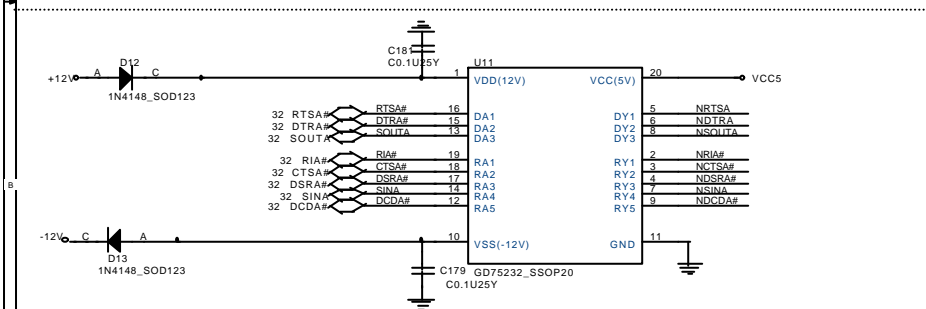 C181
C0.1U25Y
D12
+12V A C
1N4148_SOD123
U11
1 VDD(12V) VCC(5V) 20 VCC5
32 RTSA# RTSA# 16 DA1 DY1 5 NRTSA
32 DTRA# DTRA# 15 DA2 DY2 6 NDTRA
32 SOUTA SOUTA 13 DA3 DY3 8 NSOUTA
32 RIA# RIA# 19 RA1 RY1 2 NRIA#
32 CTSA# CTSA# 18 RA2 RY2 3 NCTSA#
32 DSRA# DSRA# 17 RA3 RY3 4 NDSRA#
32 SINA SINA 14 RA4 RY4 7 NSINA
32 DCDA# DCDA# 12 RA5 RY5 9 NDCDA#
B
-12V C A 10 VSS(-12V) GND 11
D13
1N4148_SOD123
C179
C0.1U25Y
GD75232_SSOP20